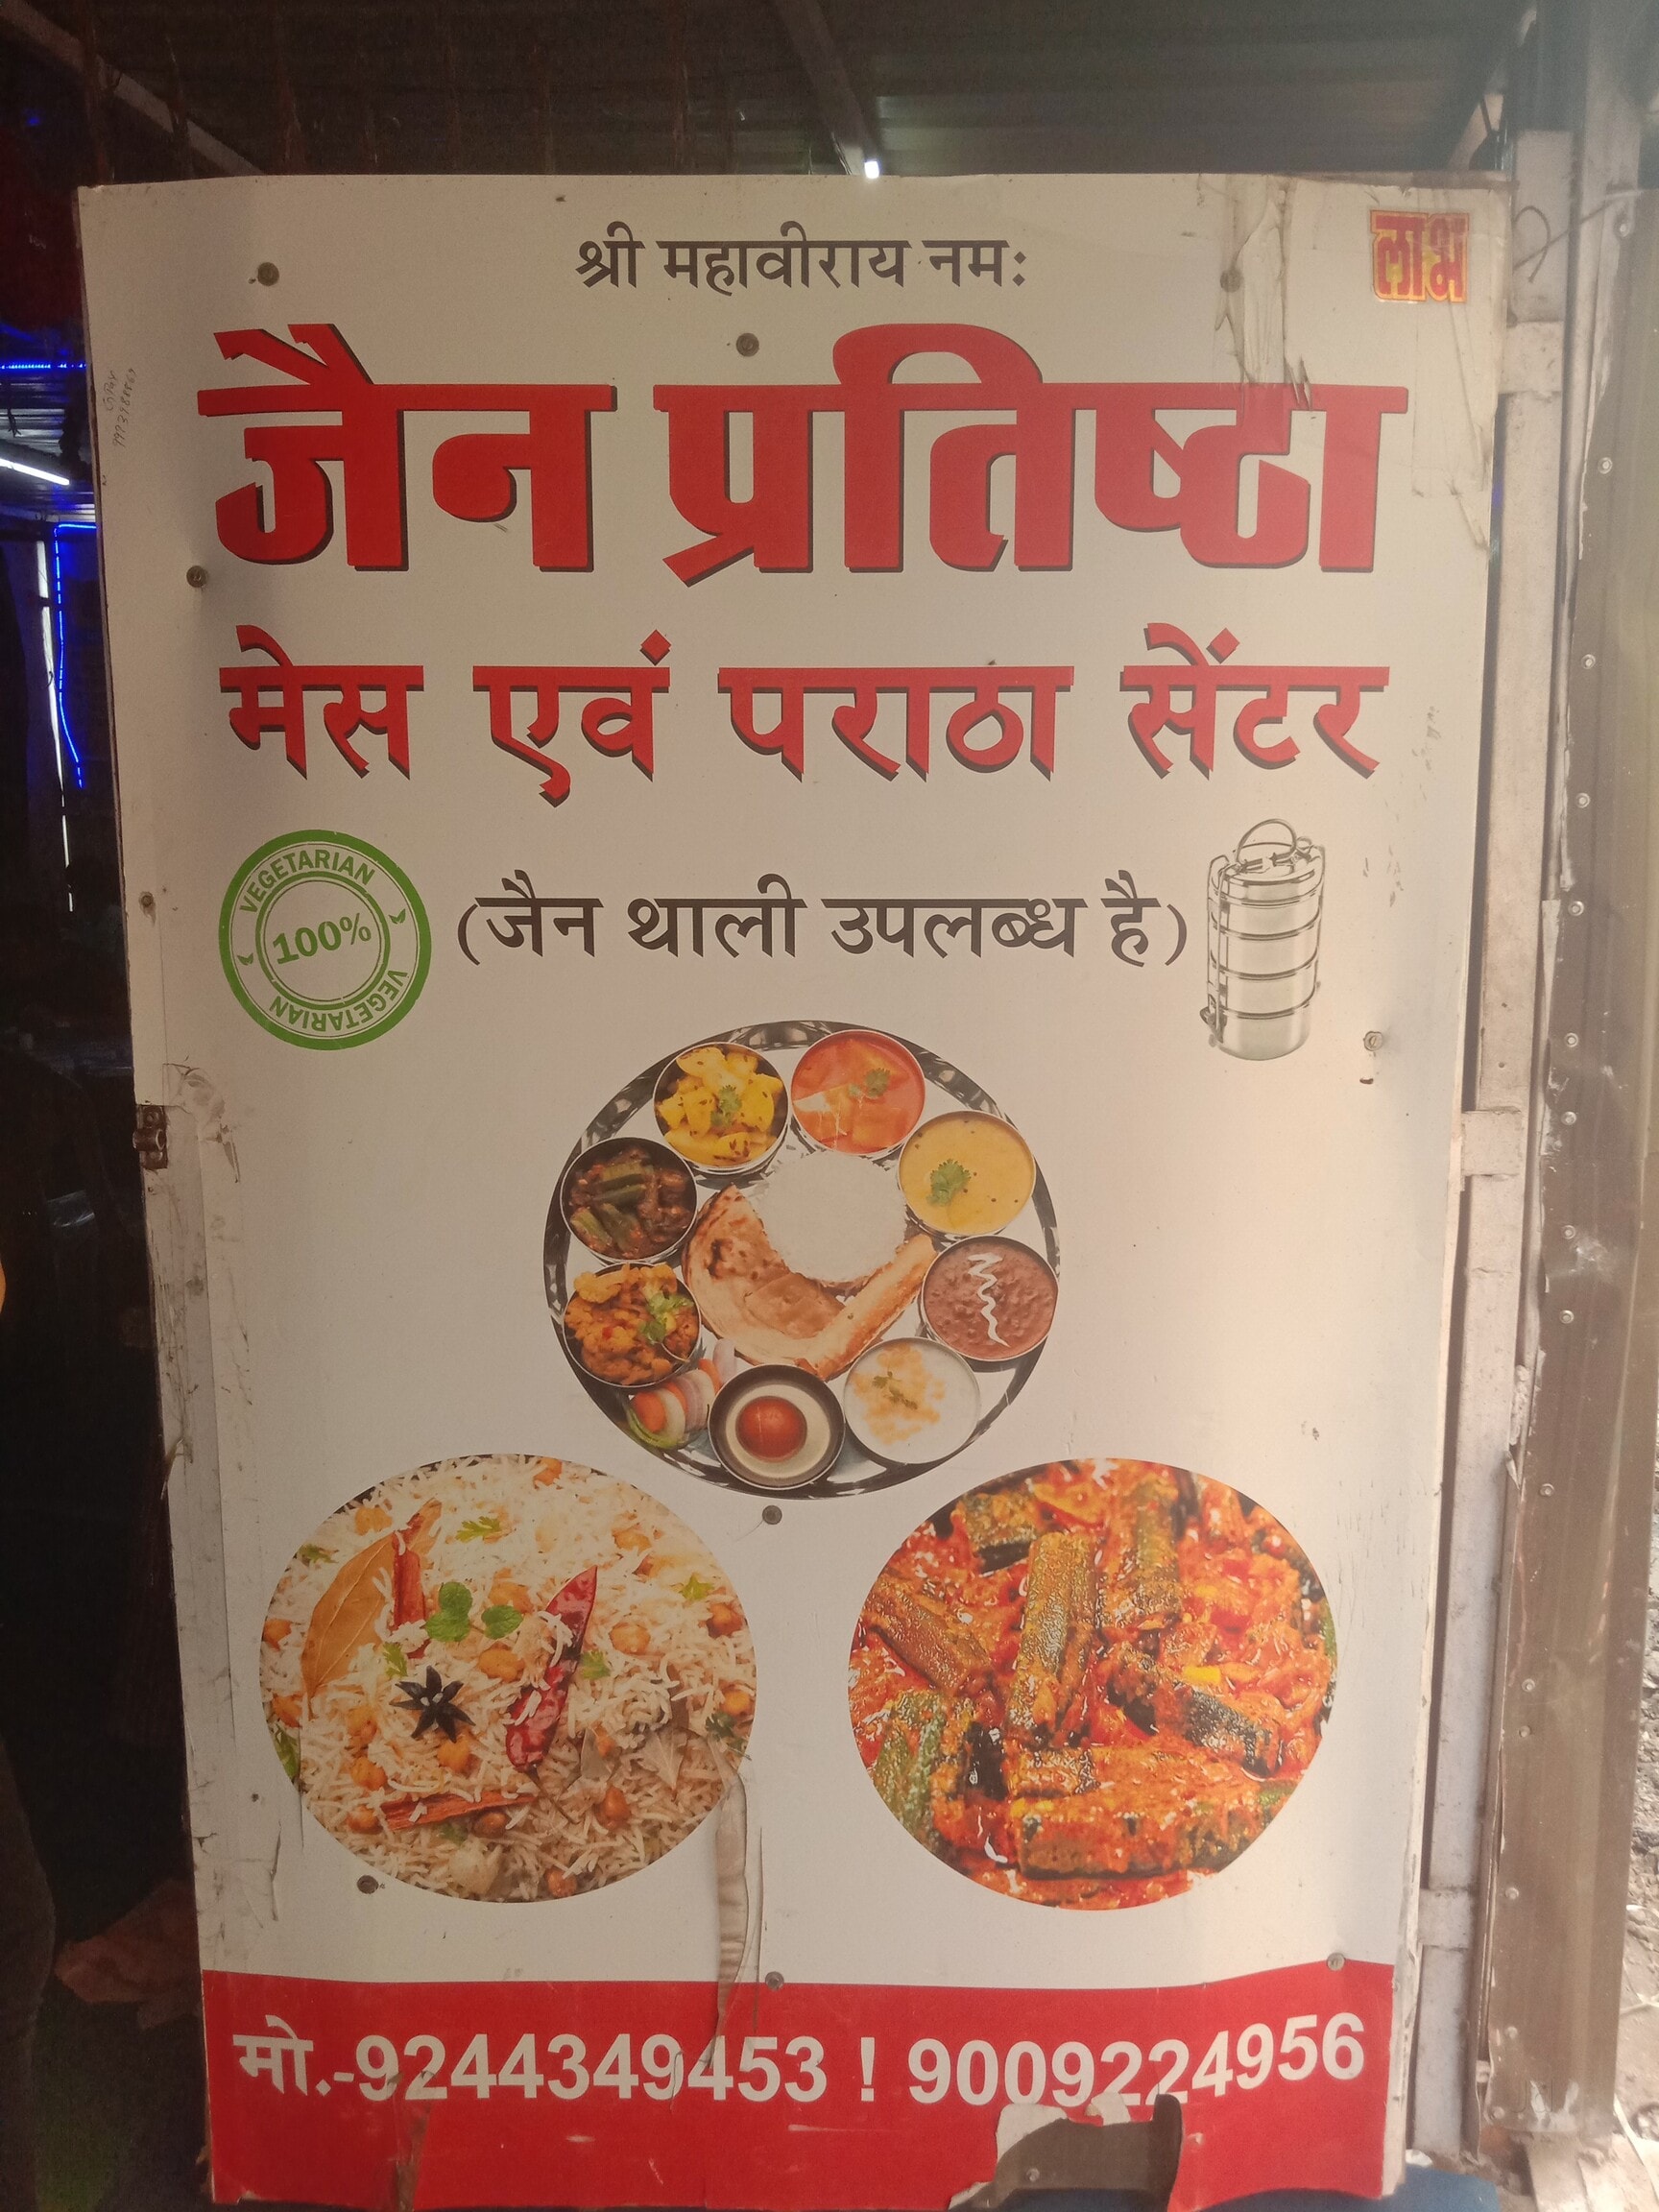 श्री महावीराय नमः
लाभ
जैन प्रतिष्ठा
मेस एवं पराठा सेंटर
VEGETARIAN
100%
VEGETARIAN
(जैन थाली उपलब्ध है)
मो.-9244349453 ! 9009224956